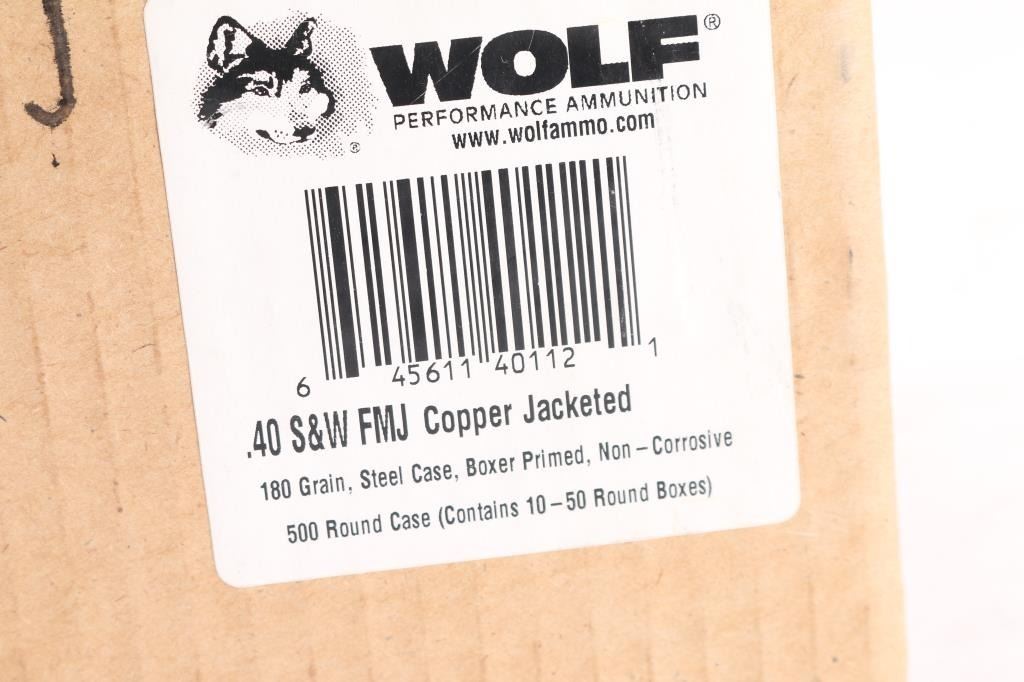 WOLF®
PERFORMANCE AMMUNITION
www.wolfammo.com
®
6 45611 40112 1
.40 S&W FMJ Copper Jacketed
180 Grain, Steel Case, Boxer Primed, Non–Corrosive
500 Round Case (Contains 10–50 Round Boxes)